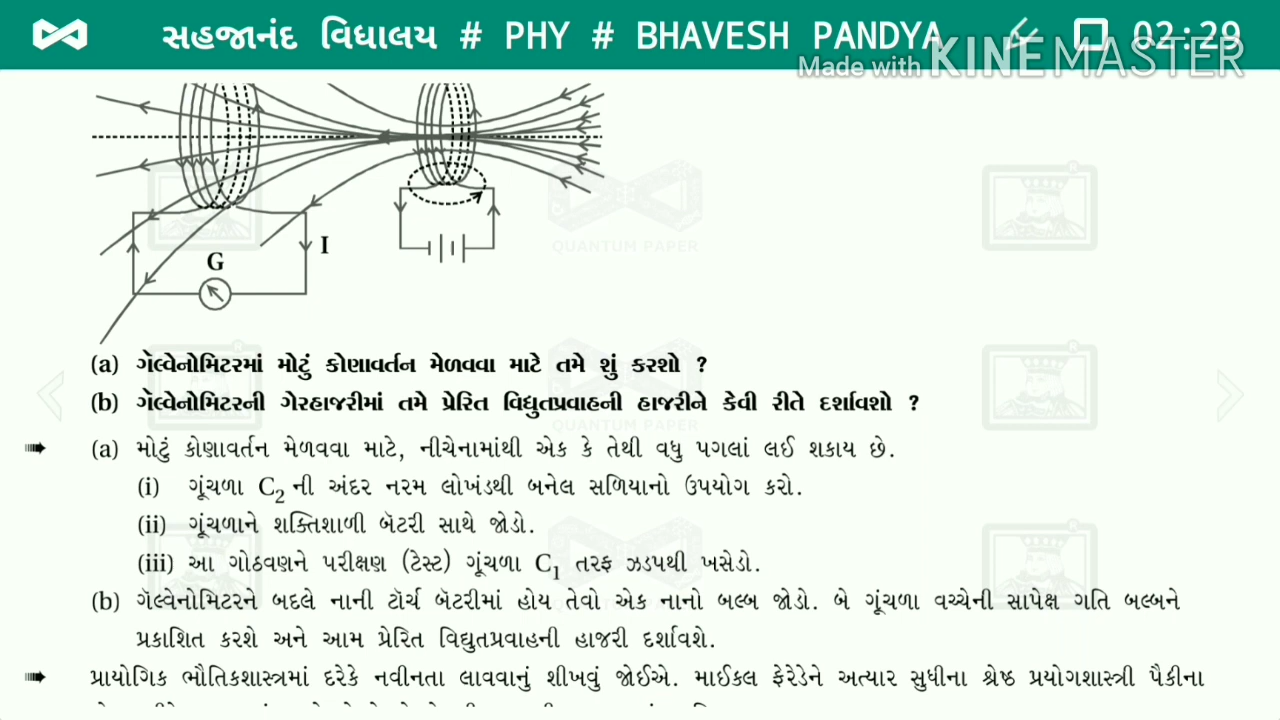 સહજાનંદ વિધાલય # PHY # BHAVESH PANDYA 02:29
Made with KINEMASTER
I
G
QUANTUM PAPER
(a) ગેલ્વેનોમિટરમાં મોટું કોણાવર્તન મેળવવા માટે તમે શું કરશો ?
(b) ગેલ્વેનોમિટરની ગેરહાજરીમાં તમે પ્રેરિત વિદ્યુતપ્રવાહની હાજરીને કેવી રીતે દર્શાવશો ?
(a) મોટું કોણાવર્તન મેળવવા માટે, નીચેનામાંથી એક કે તેથી વધુ પગલાં લઈ શકાય છે.
(i) ગૂંચળા C₂ ની અંદર નરમ લોખંડથી બનેલ સળિયાનો ઉપયોગ કરો.
(ii) ગૂંચળાને શક્તિશાળી બૅટરી સાથે જોડો.
(iii) આ ગોઠવણને પરીક્ષણ (ટેસ્ટ) ગૂંચળા C₁ તરફ ઝડપથી ખસેડો.
(b) ગૅલ્વેનોમિટરને બદલે નાની ટૉર્ચ બૅટરીમાં હોય તેવો એક નાનો બલ્બ જોડો. બે ગૂંચળા વચ્ચેની સાપેક્ષ ગતિ બલ્બને
પ્રકાશિત કરશે અને આમ પ્રેરિત વિદ્યુતપ્રવાહની હાજરી દર્શાવશે.
પ્રાયોગિક ભૌતિકશાસ્ત્રમાં દરેકે નવીનતા લાવવાનું શીખવું જોઈએ. માઈકલ ફેરેડેને અત્યાર સુધીના શ્રેષ્ઠ પ્રયોગશાસ્ત્રી પૈકીના